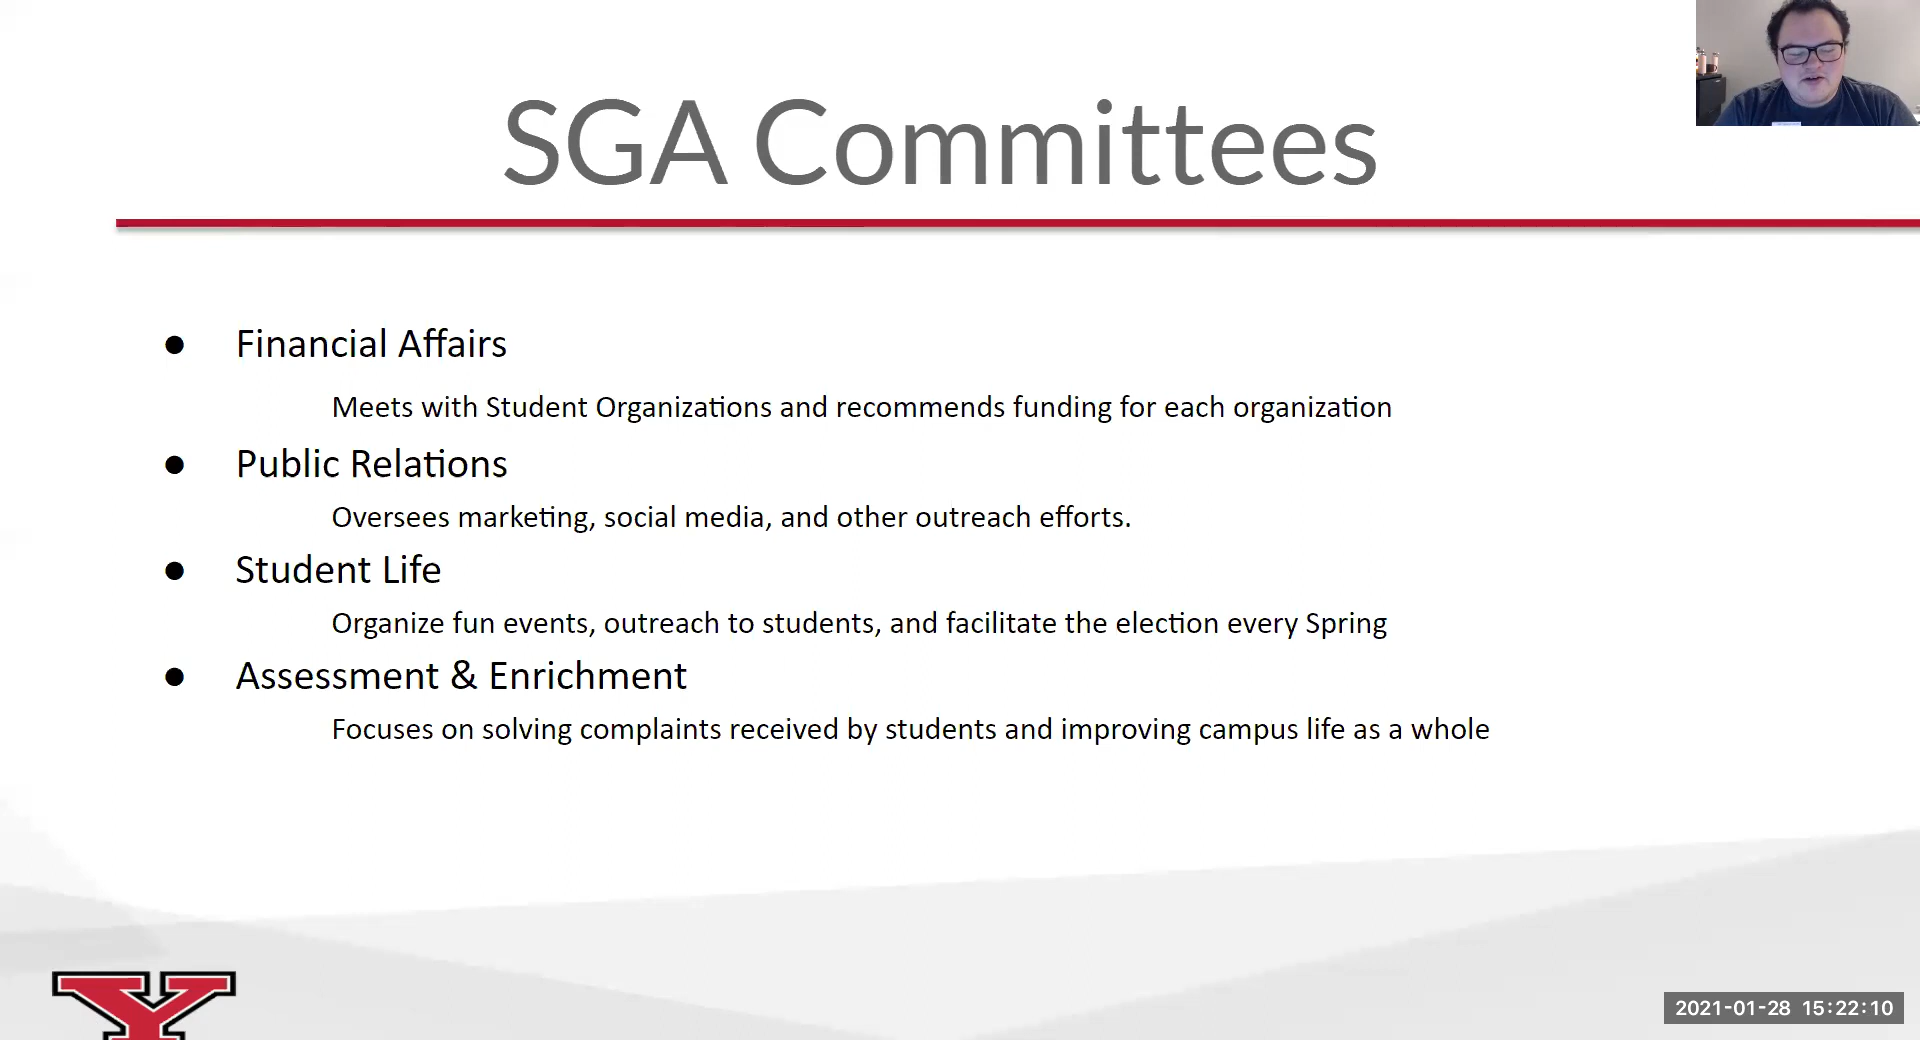 SGA Committees
● Financial Affairs
Meets with Student Organizations and recommends funding for each organization
● Public Relations
Oversees marketing, social media, and other outreach efforts.
● Student Life
Organize fun events, outreach to students, and facilitate the election every Spring
● Assessment & Enrichment
Focuses on solving complaints received by students and improving campus life as a whole
Y
2021-01-28 15:22:10